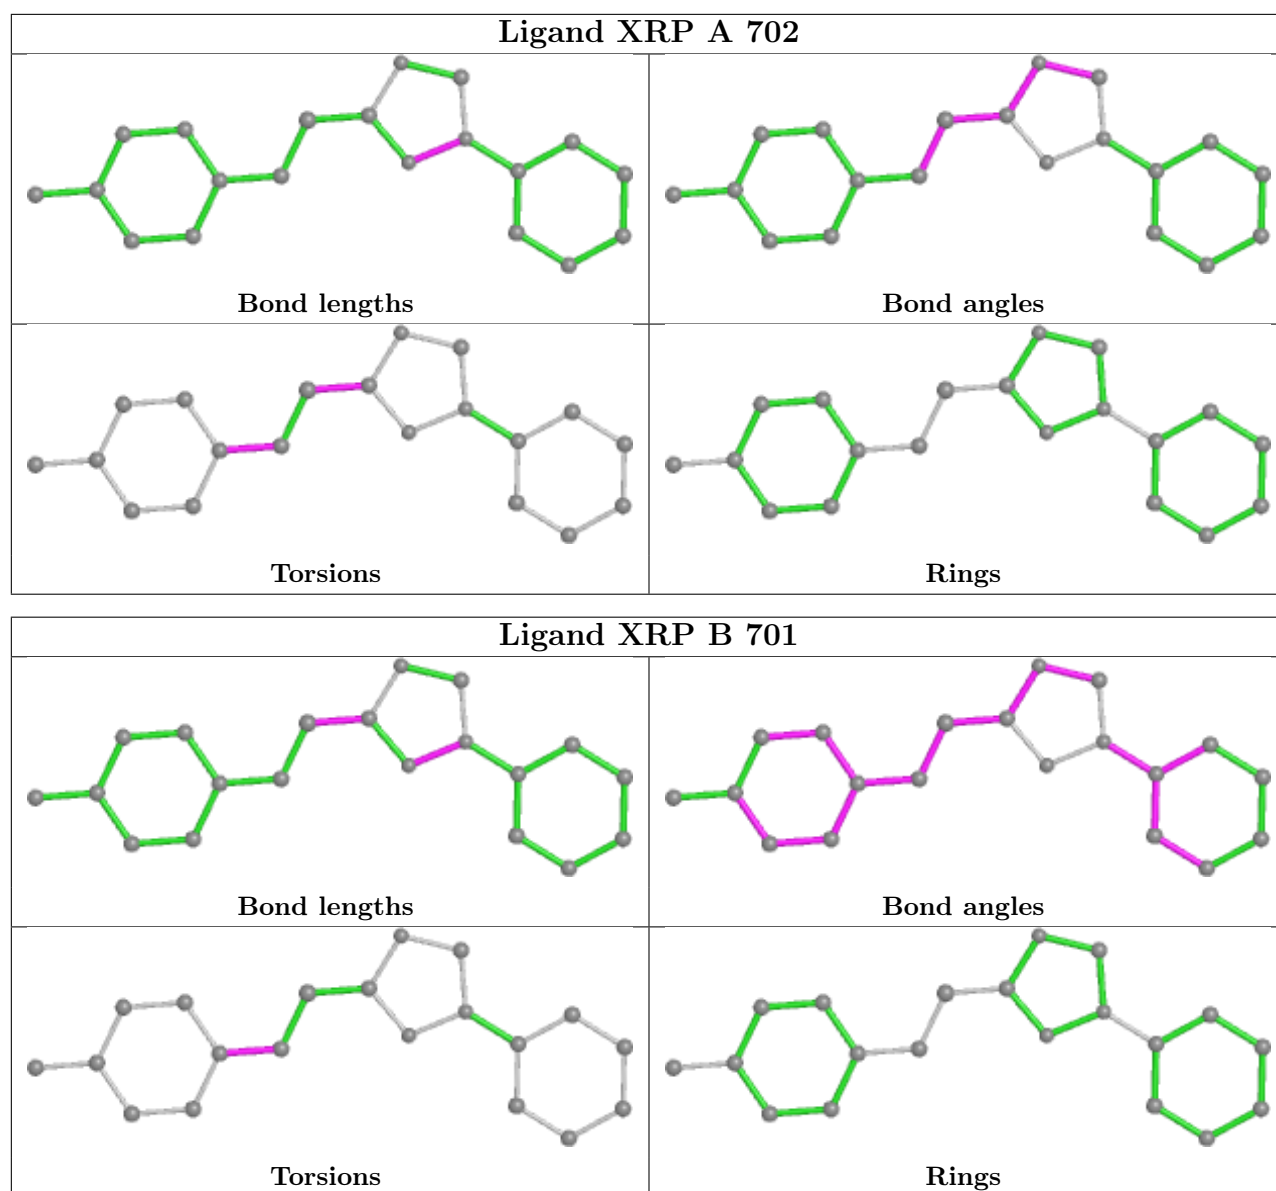 Ligand XRP A 702
Bond lengths
Bond angles
Torsions
Rings
Ligand XRP B 701
Bond lengths
Bond angles
Torsions
Rings